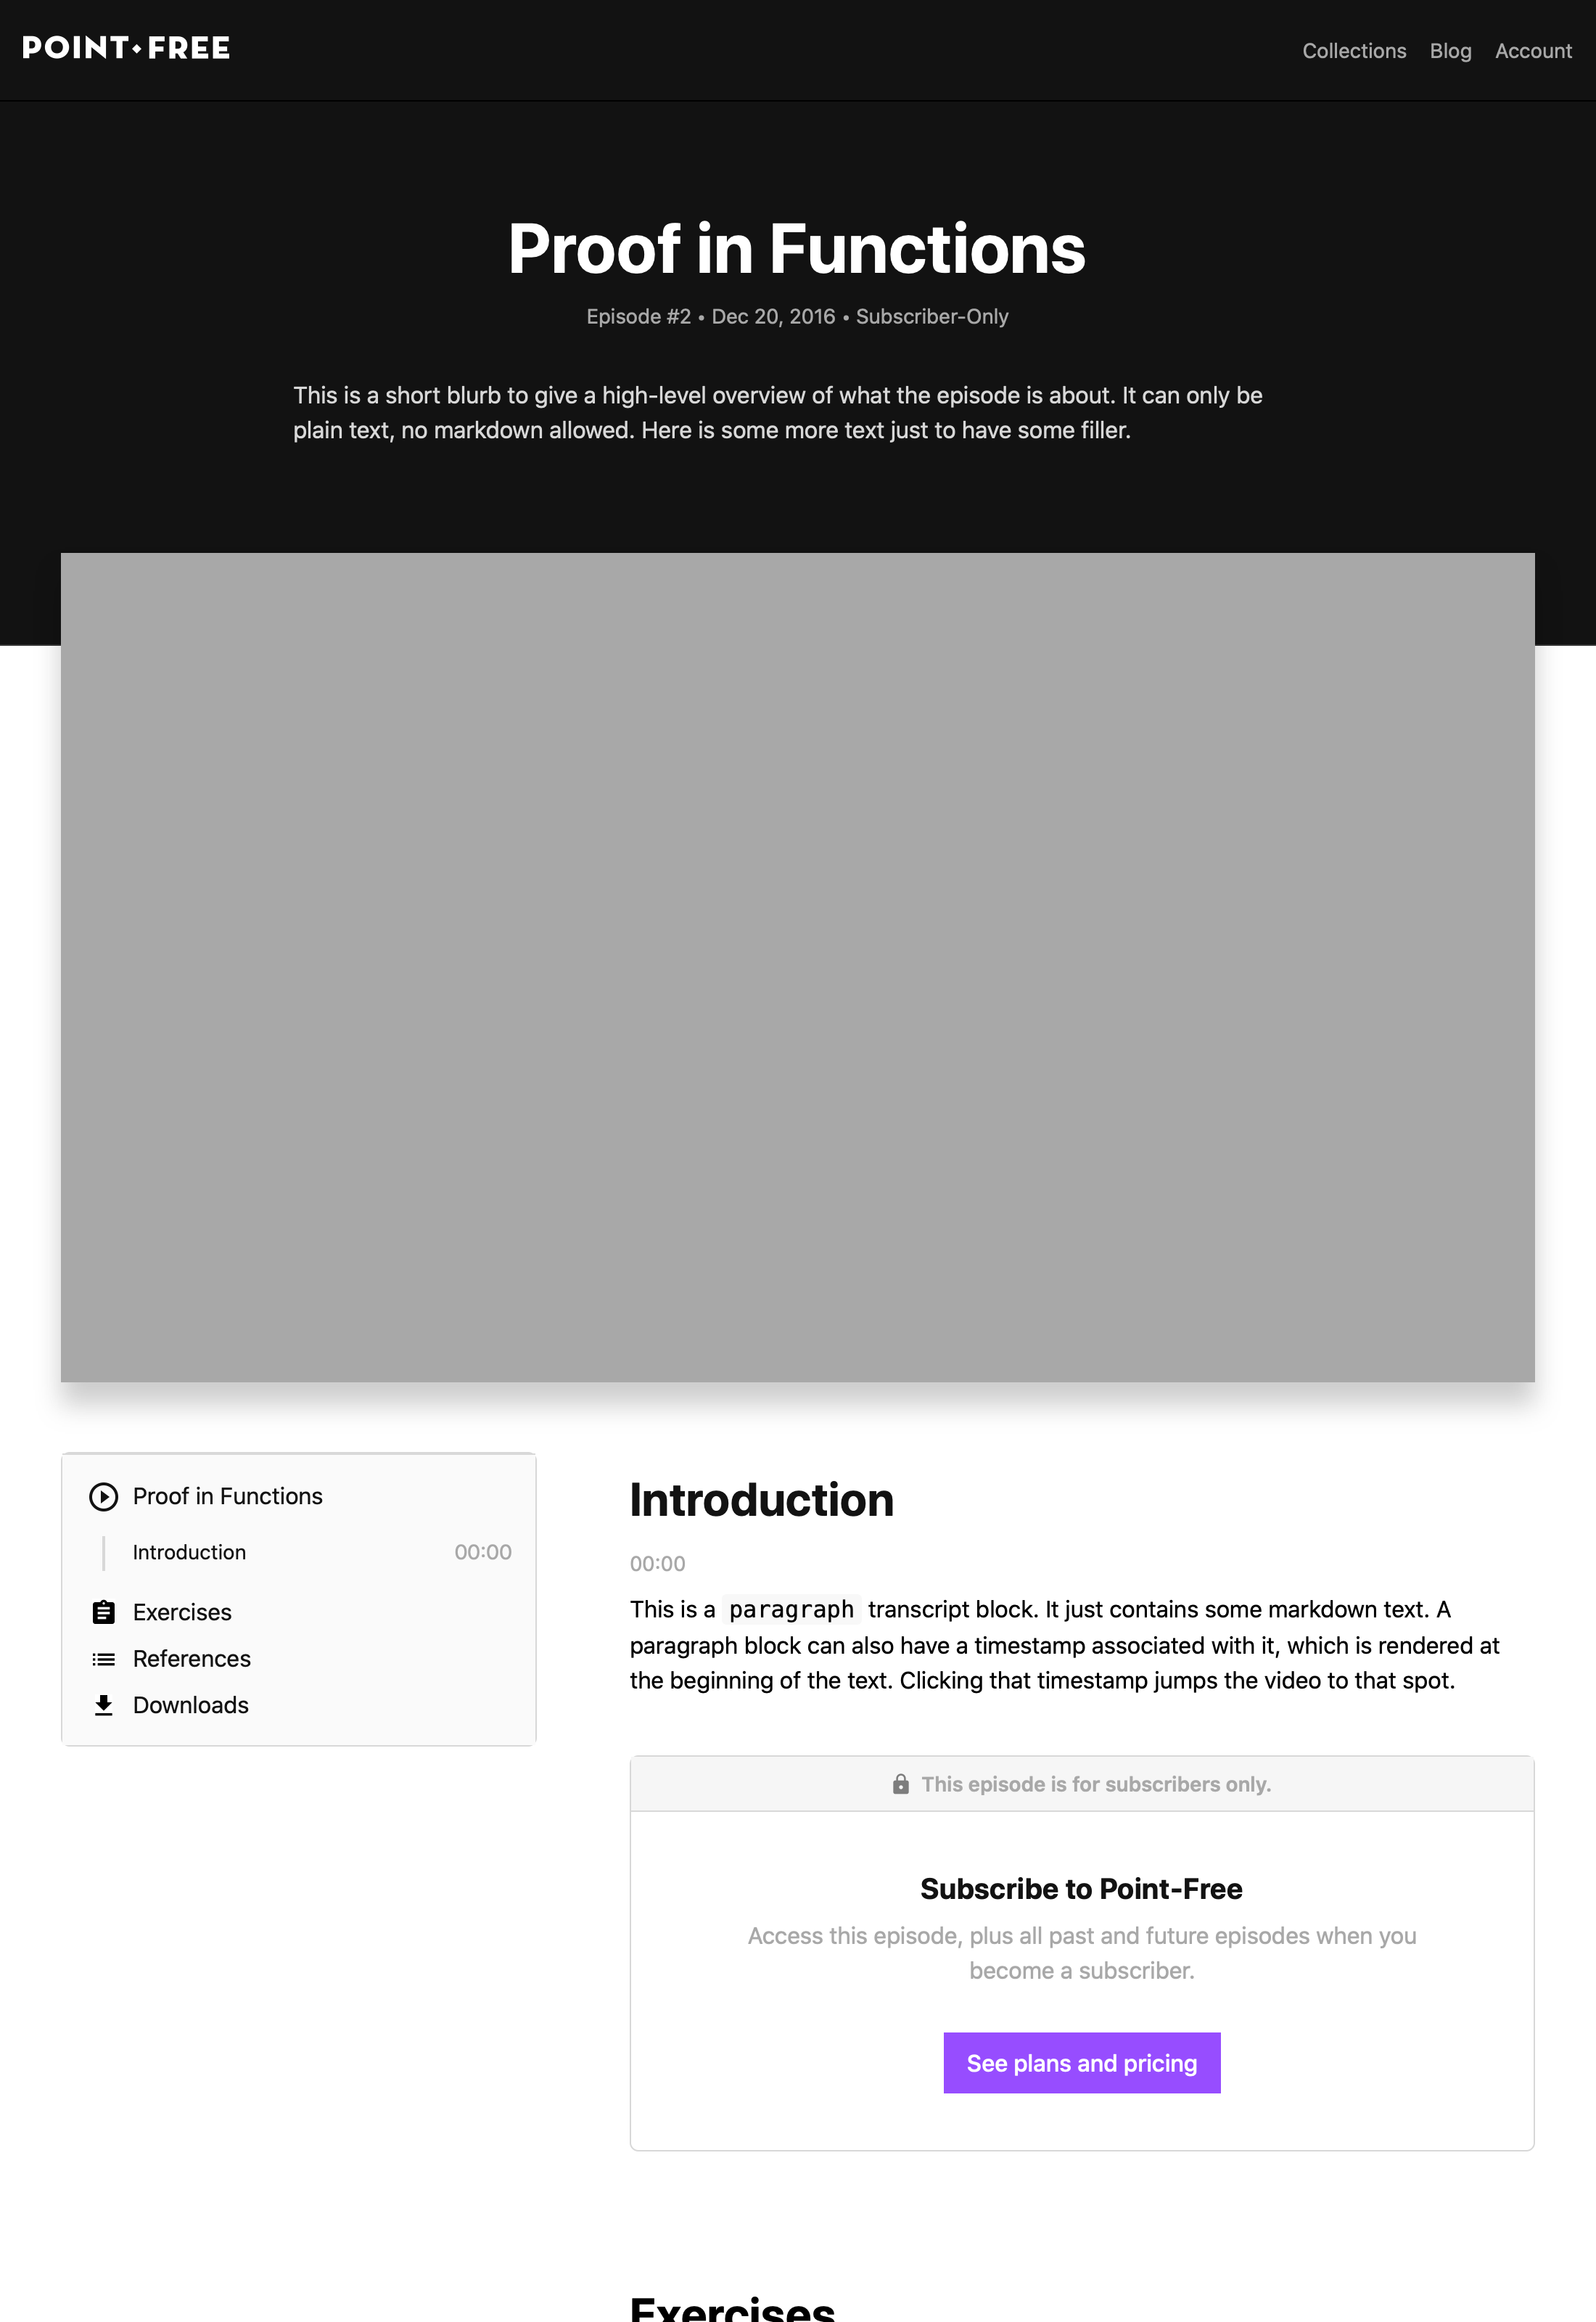 POINT•FREE
Collections Blog Account
Proof in Functions
Episode #2 • Dec 20, 2016 • Subscriber-Only
This is a short blurb to give a high-level overview of what the episode is about. It can only be
plain text, no markdown allowed. Here is some more text just to have some filler.
Proof in Functions
Introduction 00:00
Exercises
References
Downloads
Introduction
00:00
This is a paragraph transcript block. It just contains some markdown text. A
paragraph block can also have a timestamp associated with it, which is rendered at
the beginning of the text. Clicking that timestamp jumps the video to that spot.
This episode is for subscribers only.
Subscribe to Point-Free
Access this episode, plus all past and future episodes when you
become a subscriber.
See plans and pricing
Exercises